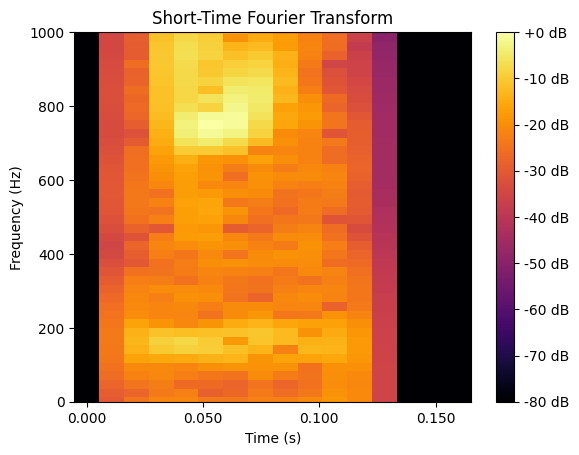 Short-Time Fourier Transform
1000
800
600
400
200
0
Frequency (Hz)
0.000
0.050
0.100
0.150
Time (s)
+0 dB
-10 dB
-20 dB
-30 dB
-40 dB
-50 dB
-60 dB
-70 dB
-80 dB